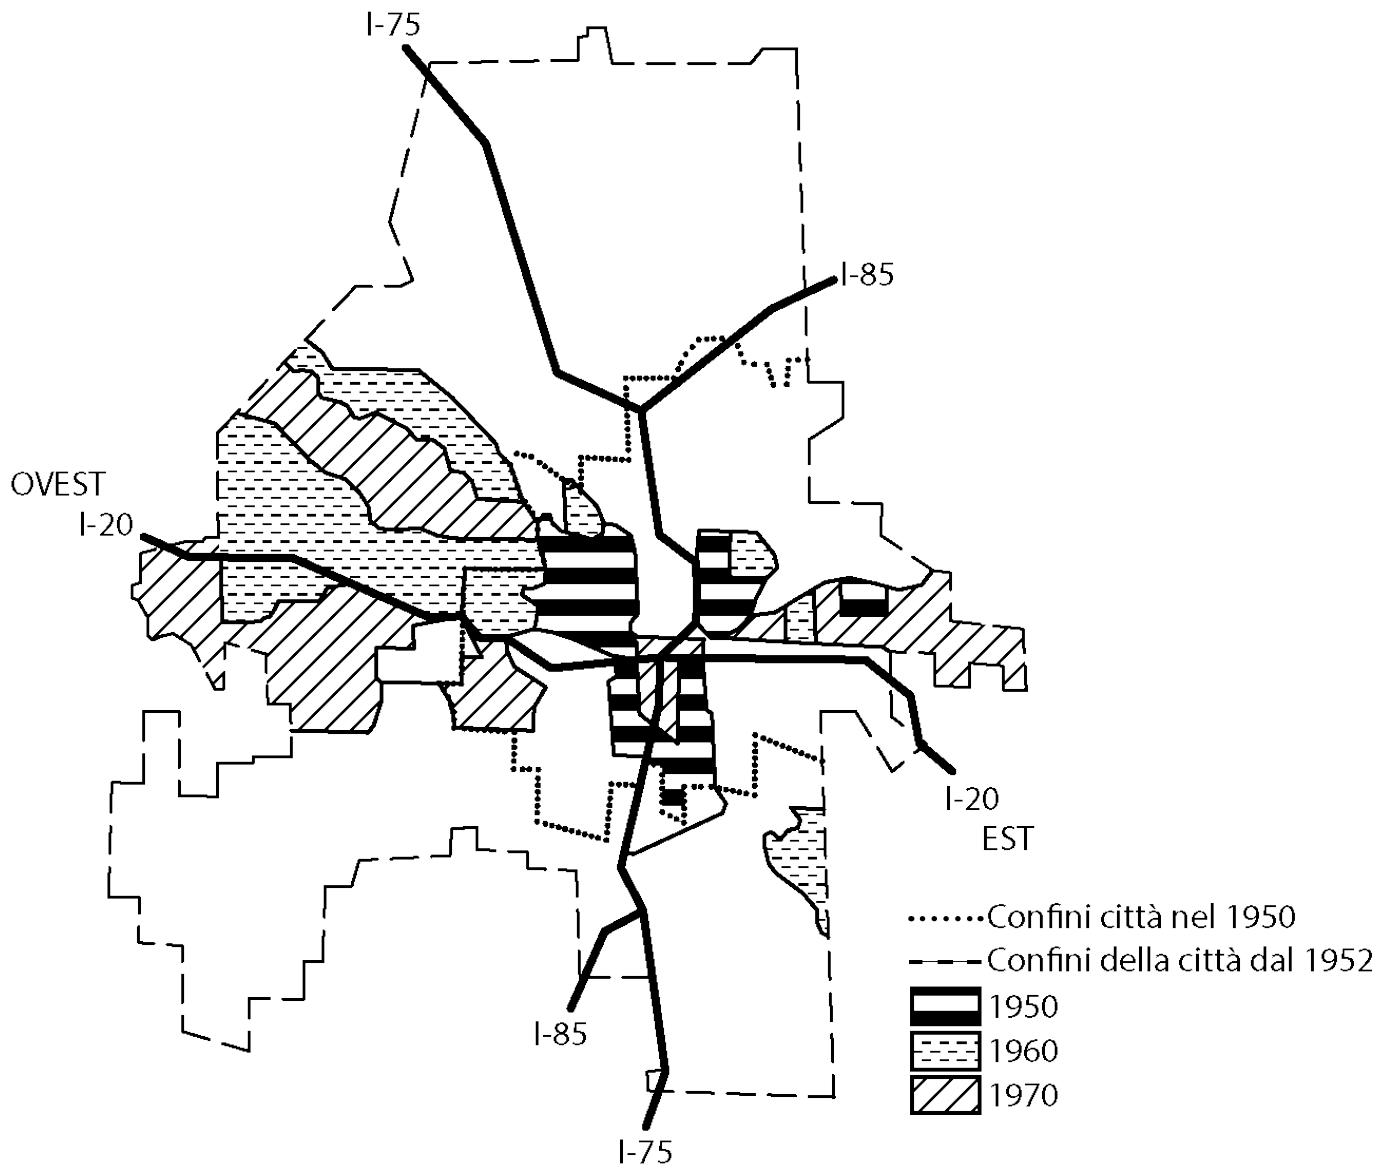 I-75
I-85
OVEST
I-20
I-20
EST
Confini città nel 1950
Confini della città dal 1952
1950
1960
1970
I-85
I-75